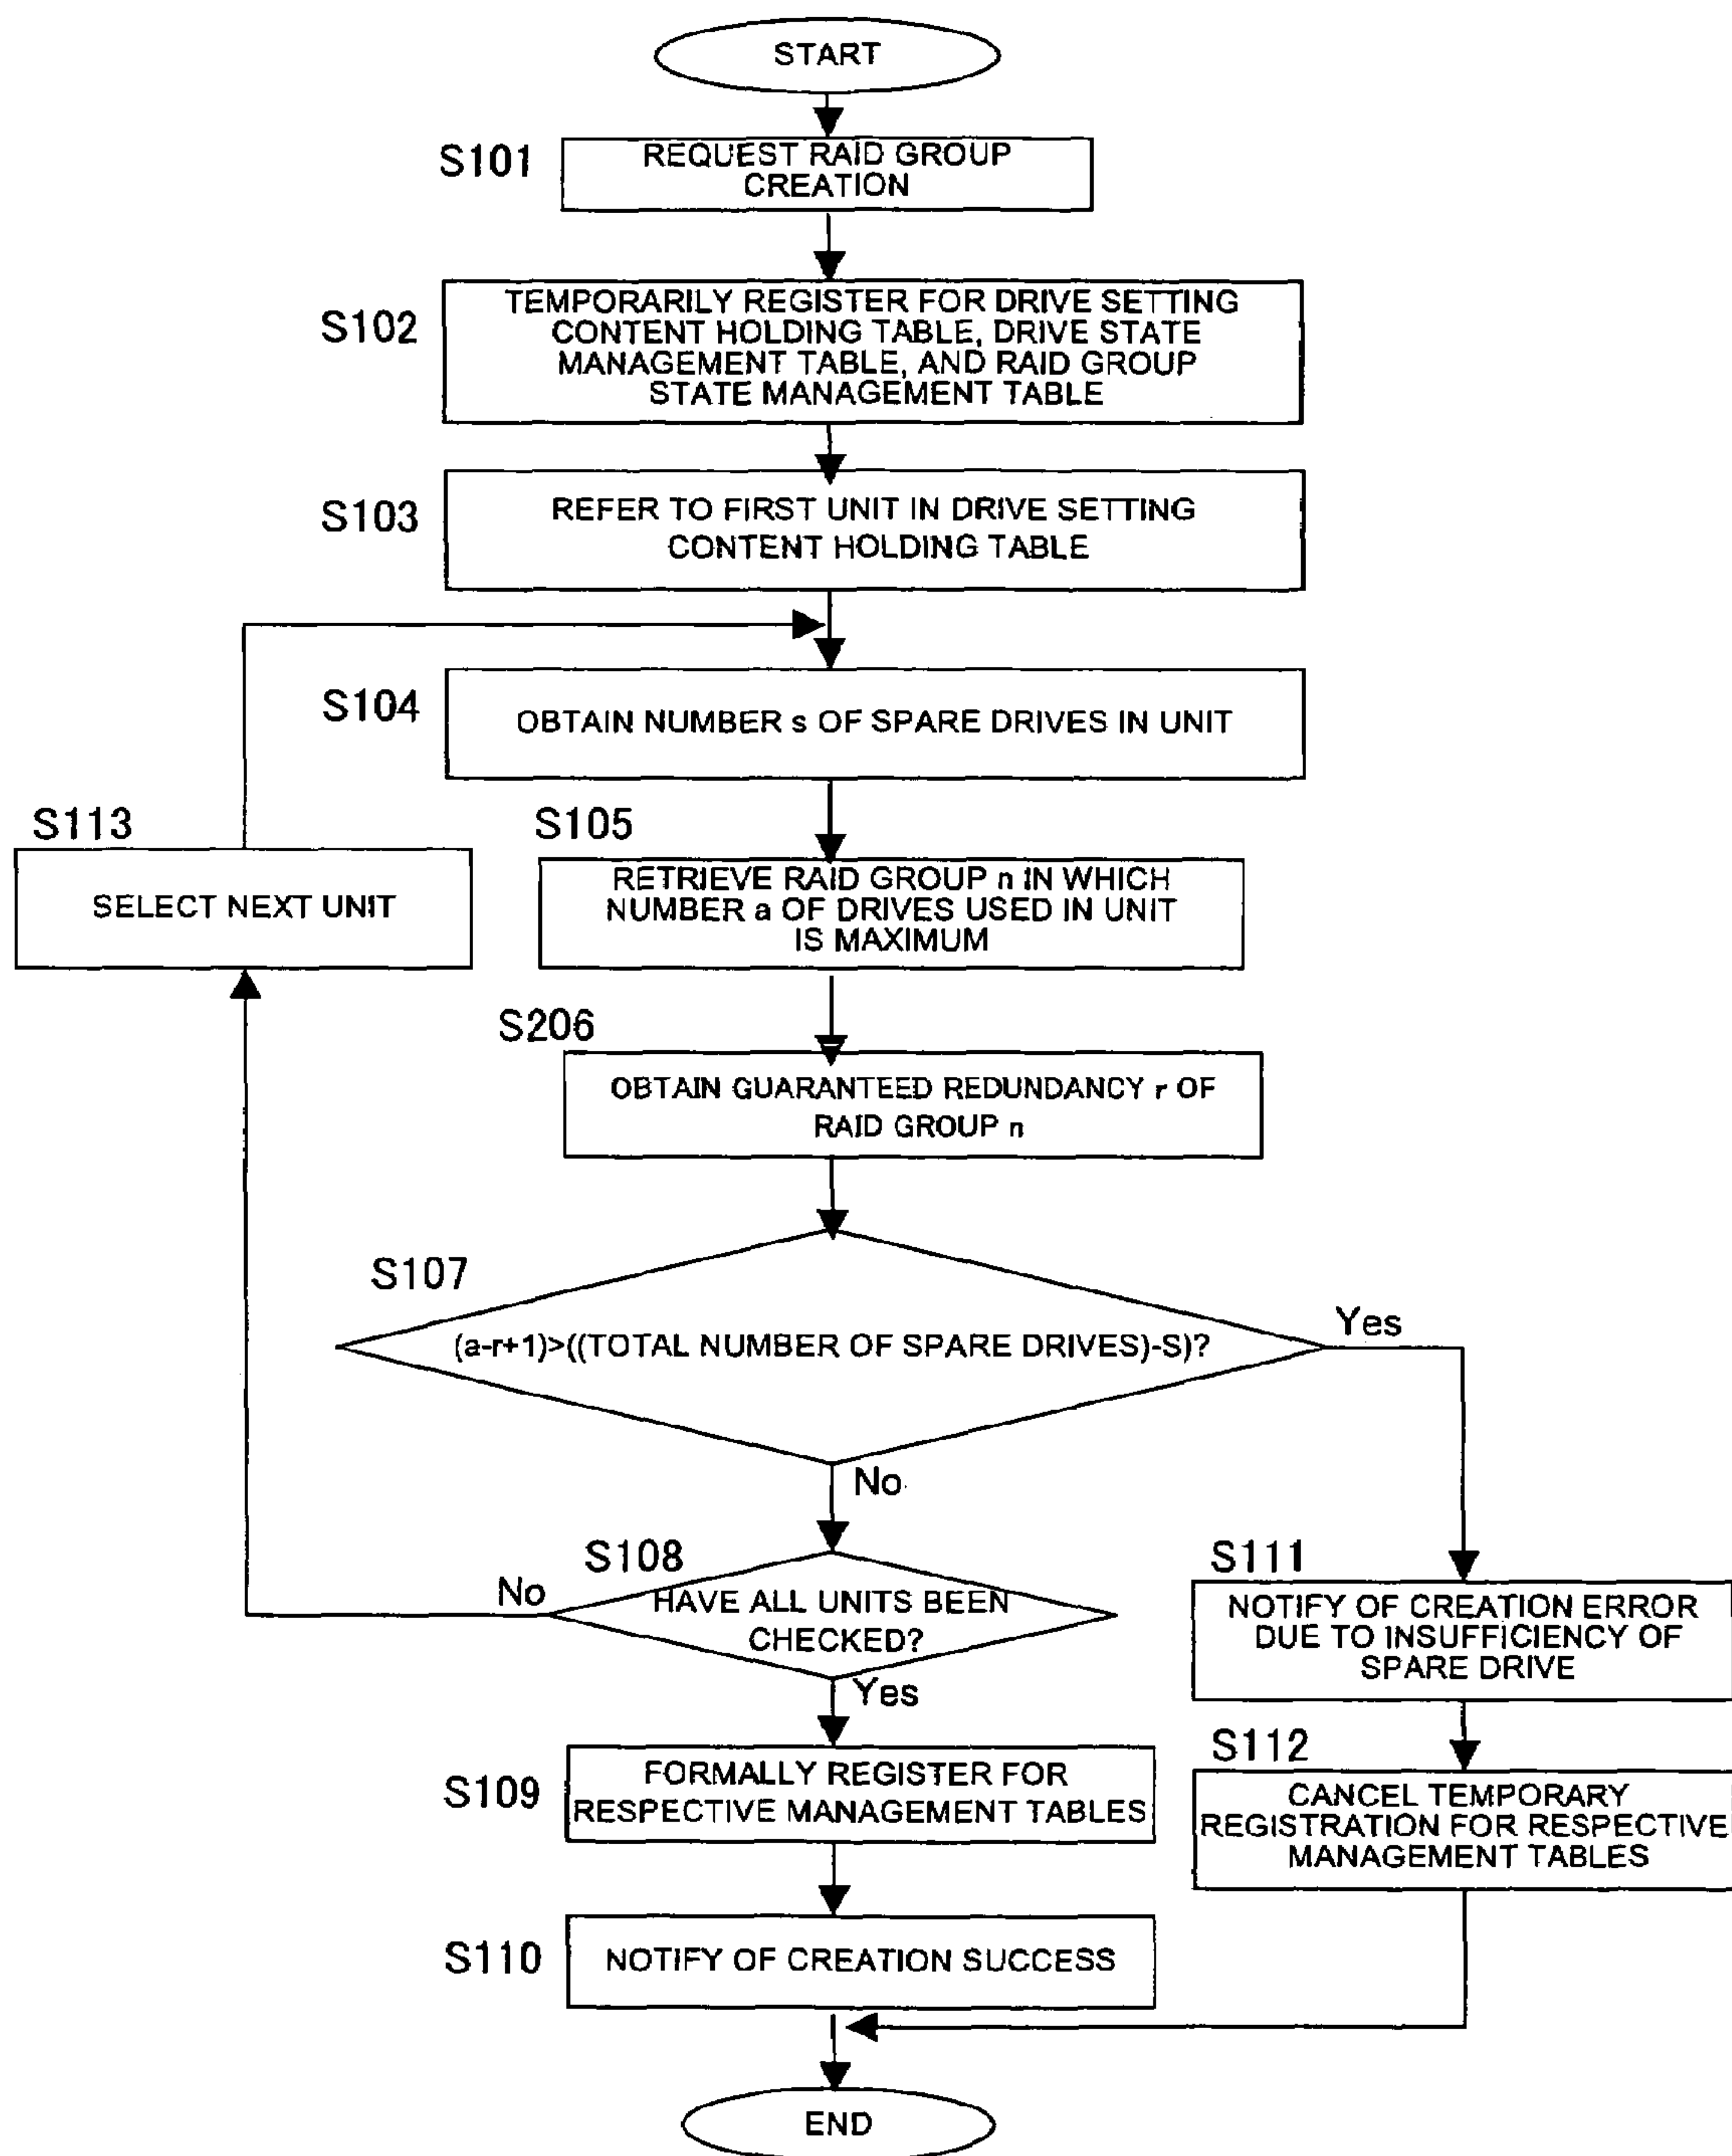 START
S101
REQUEST RAID GROUP
CREATION
S102
TEMPORARILY REGISTER FOR DRIVE SETTING
CONTENT HOLDING TABLE, DRIVE STATE
MANAGEMENT TABLE, AND RAID GROUP
STATE MANAGEMENT TABLE
S103
REFER TO FIRST UNIT IN DRIVE SETTING
CONTENT HOLDING TABLE
S104
OBTAIN NUMBER s OF SPARE DRIVES IN UNIT
S113
SELECT NEXT UNIT
S105
RETRIEVE RAID GROUP n IN WHICH
NUMBER a OF DRIVES USED IN UNIT
IS MAXIMUM
S206
OBTAIN GUARANTEED REDUNDANCY r OF
RAID GROUP n
S107
(a-r+1)>((TOTAL NUMBER OF SPARE DRIVES)-S)?
Yes
No
S108
HAVE ALL UNITS BEEN
CHECKED?
No
Yes
S111
NOTIFY OF CREATION ERROR
DUE TO INSUFFICIENCY OF
SPARE DRIVE
S109
FORMALLY REGISTER FOR
RESPECTIVE MANAGEMENT TABLES
S112
CANCEL TEMPORARY
REGISTRATION FOR RESPECTIVE
MANAGEMENT TABLES
S110
NOTIFY OF CREATION SUCCESS
END